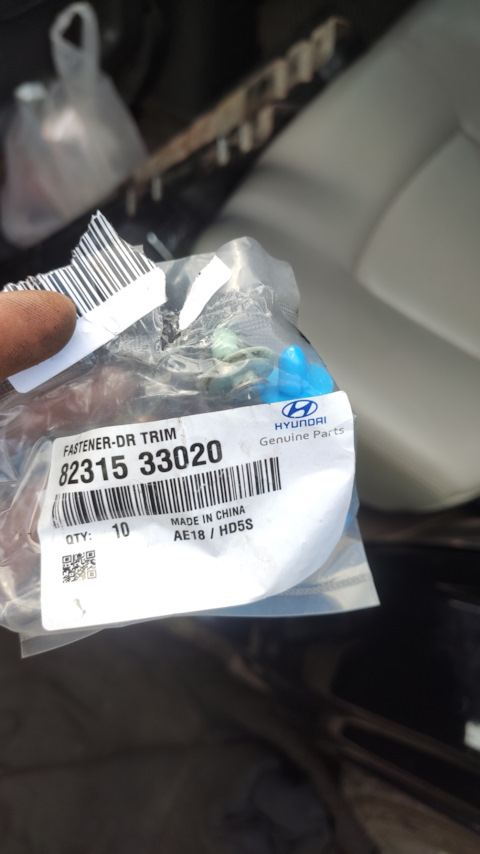 FASTENER-DR TRIM
82315 33020
HYUNDAI
Genuine Parts
MADE IN CHINA
QTY: 10
AE18 / HD5S